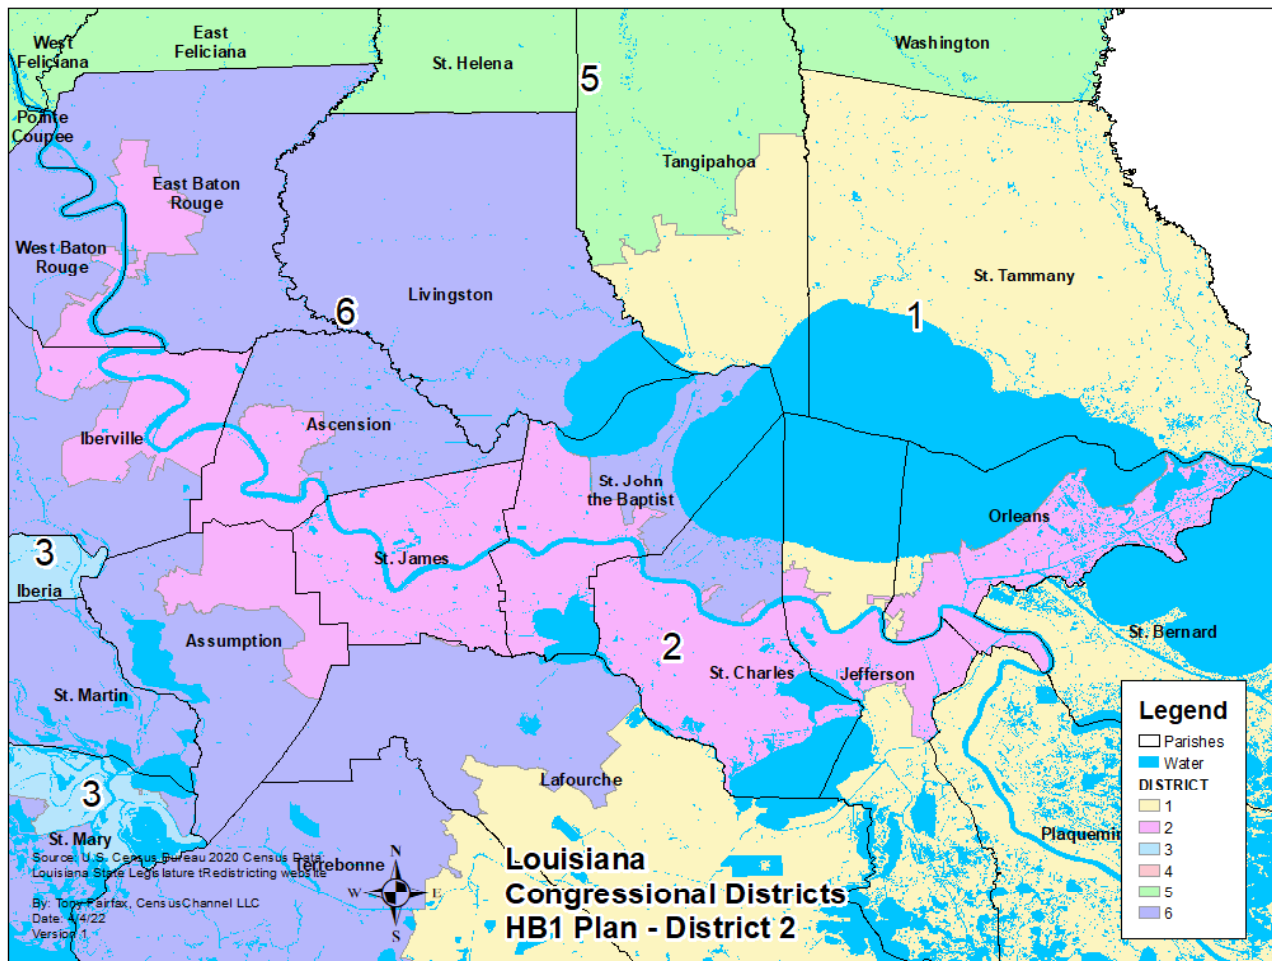 West
Feliciana
East
Feliciana
St. Helena
5
Washington
Pointe
Coupee
Tangipahoa
East Baton
Rouge
West Baton
Rouge
Livingston
St. Tammany
6
1
Iberville
Ascension
St. John
the Baptist
Orleans
3
Iberia
St. James
Assumption
2
St. Charles
Jefferson
St. Bernard
St. Martin
3
Lafourche
St. Mary
Terrebonne
Plaquemin
Source: U.S. Census Bureau 2020 Census Data;
Louisiana State Legislature tRedistricting website
By: Tony Fairfax, CensusChannel LLC
Date: 4/4/22
Version 1
N
W E
S
Louisiana
Congressional Districts
HB1 Plan - District 2
Legend
Parishes
Water
DISTRICT
1
2
3
4
5
6